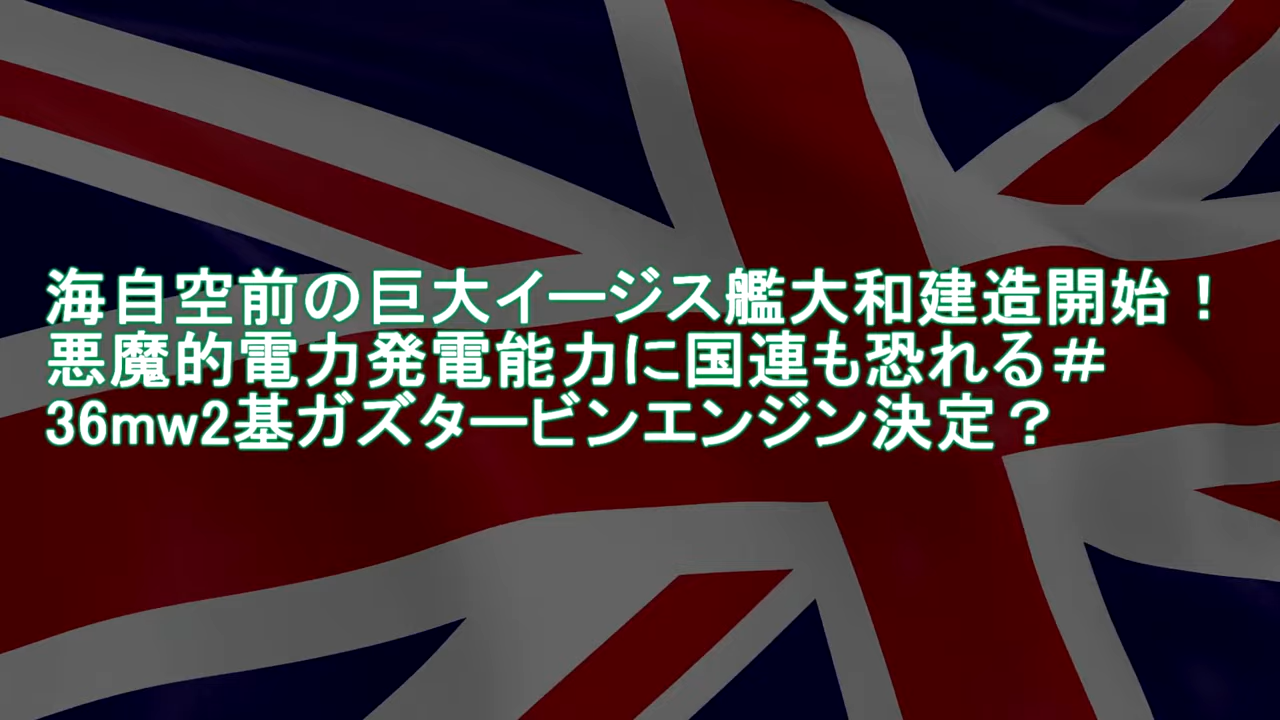 海自空前の巨大イージス艦大和建造開始！
悪魔的電力発電能力に国連も恐れる＃
36mw2基ガズタービンエンジン決定？